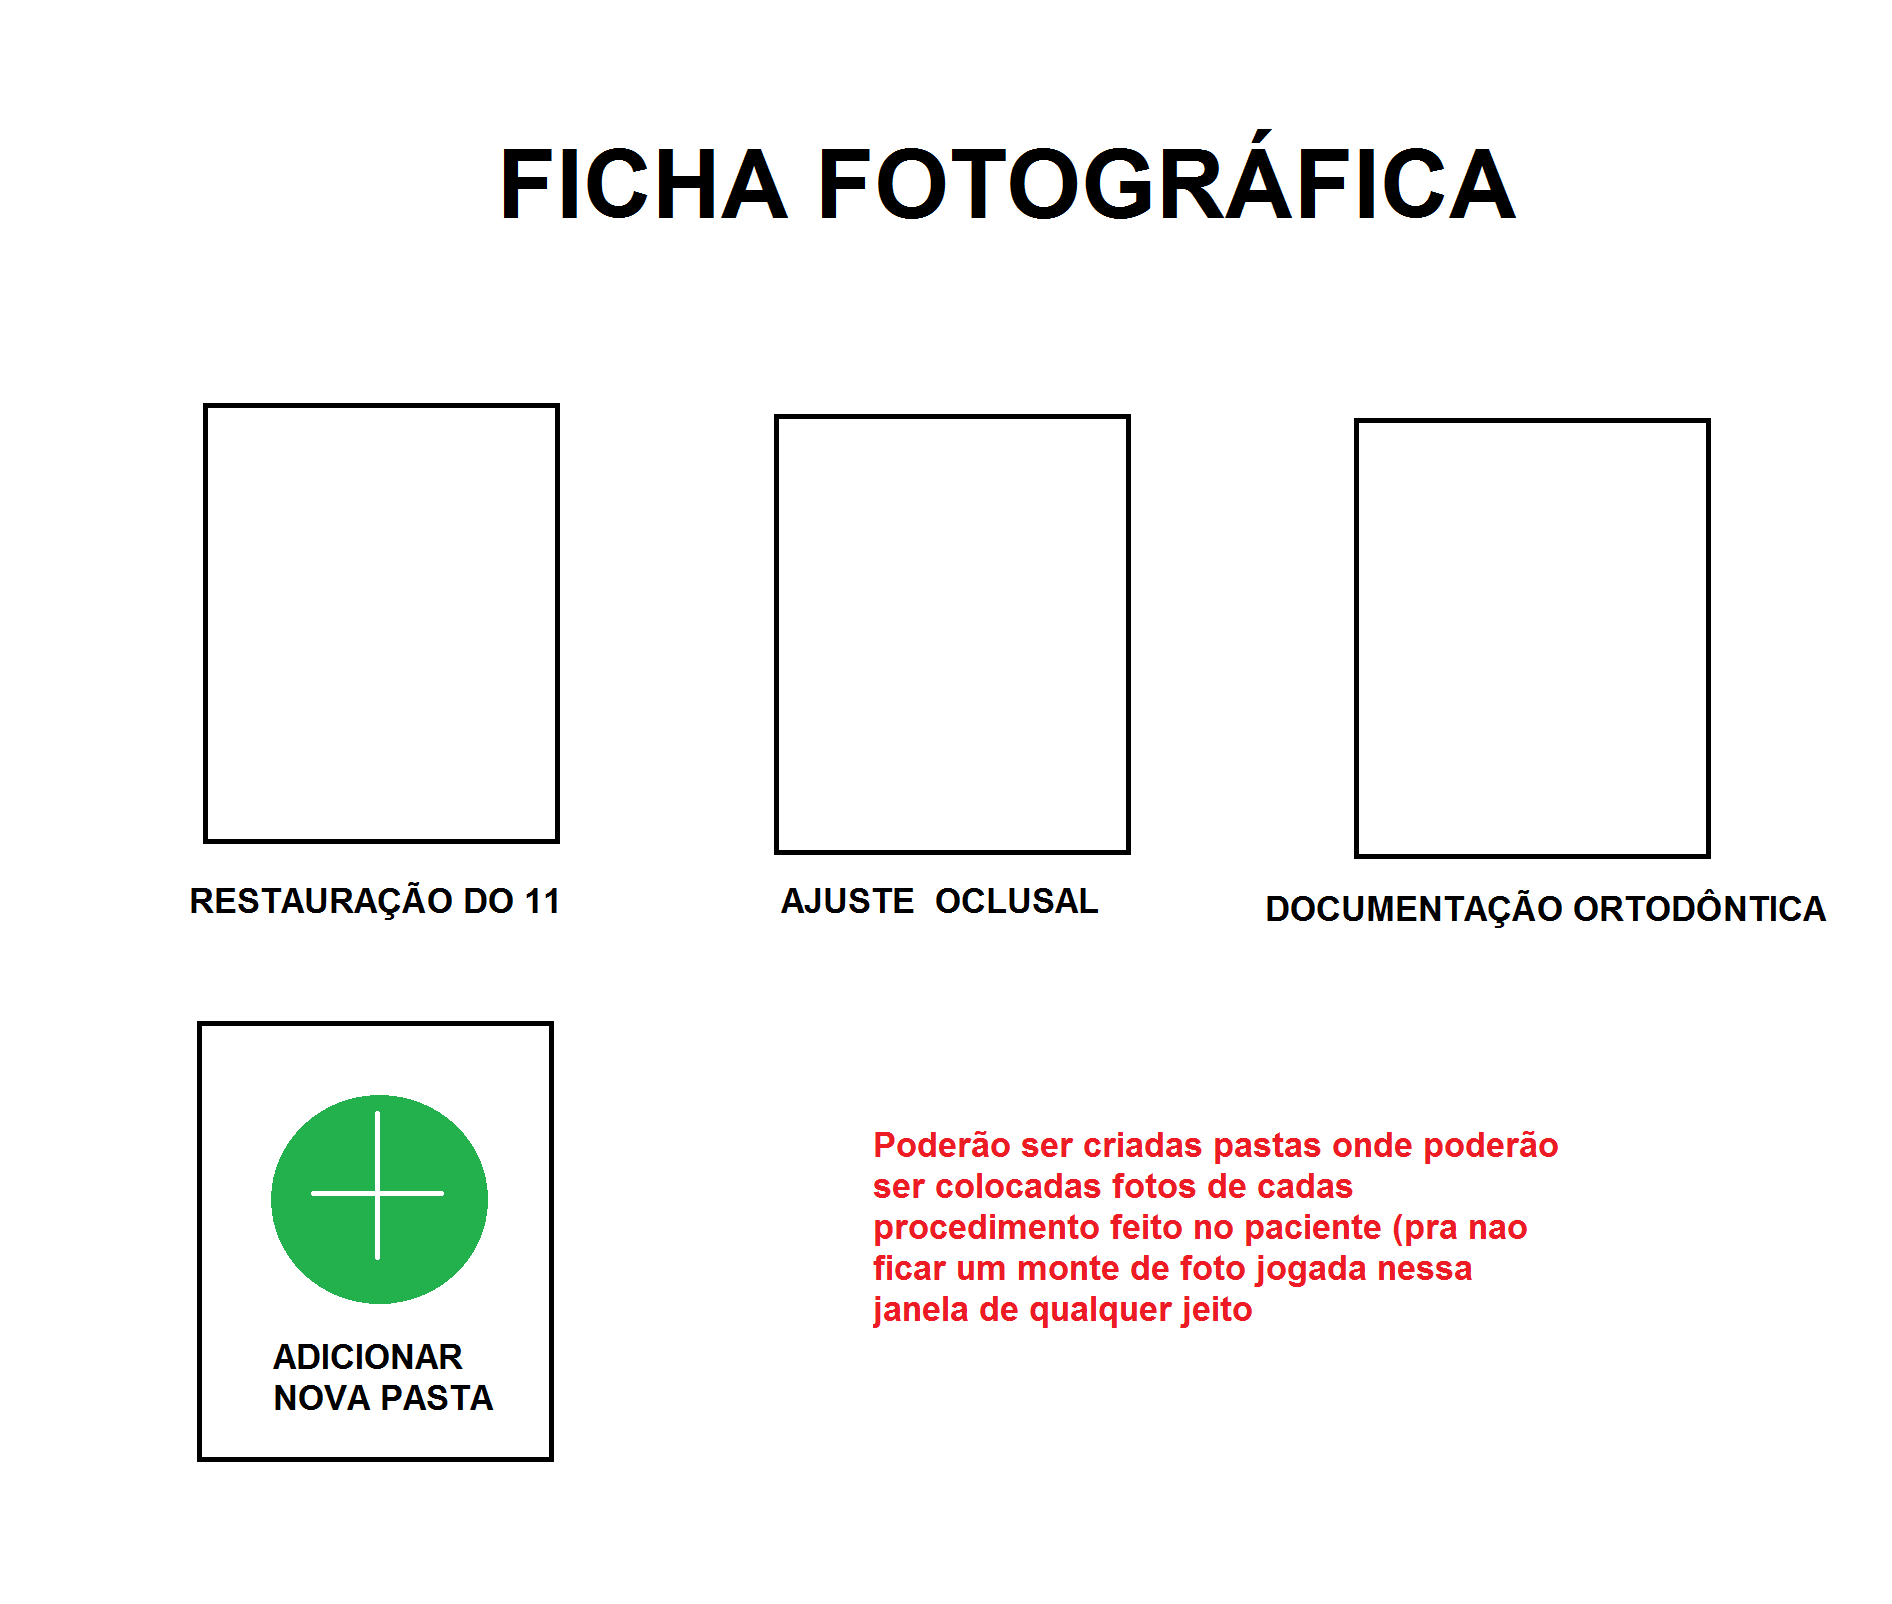 FICHA FOTOGRÁFICA
RESTAURAÇÃO DO 11
AJUSTE  OCLUSAL
DOCUMENTAÇÃO ORTODÔNTICA
ADICIONAR
NOVA PASTA
Poderão ser criadas pastas onde poderão
ser colocadas fotos de cadas
procedimento feito no paciente (pra nao
ficar um monte de foto jogada nessa
janela de qualquer jeito